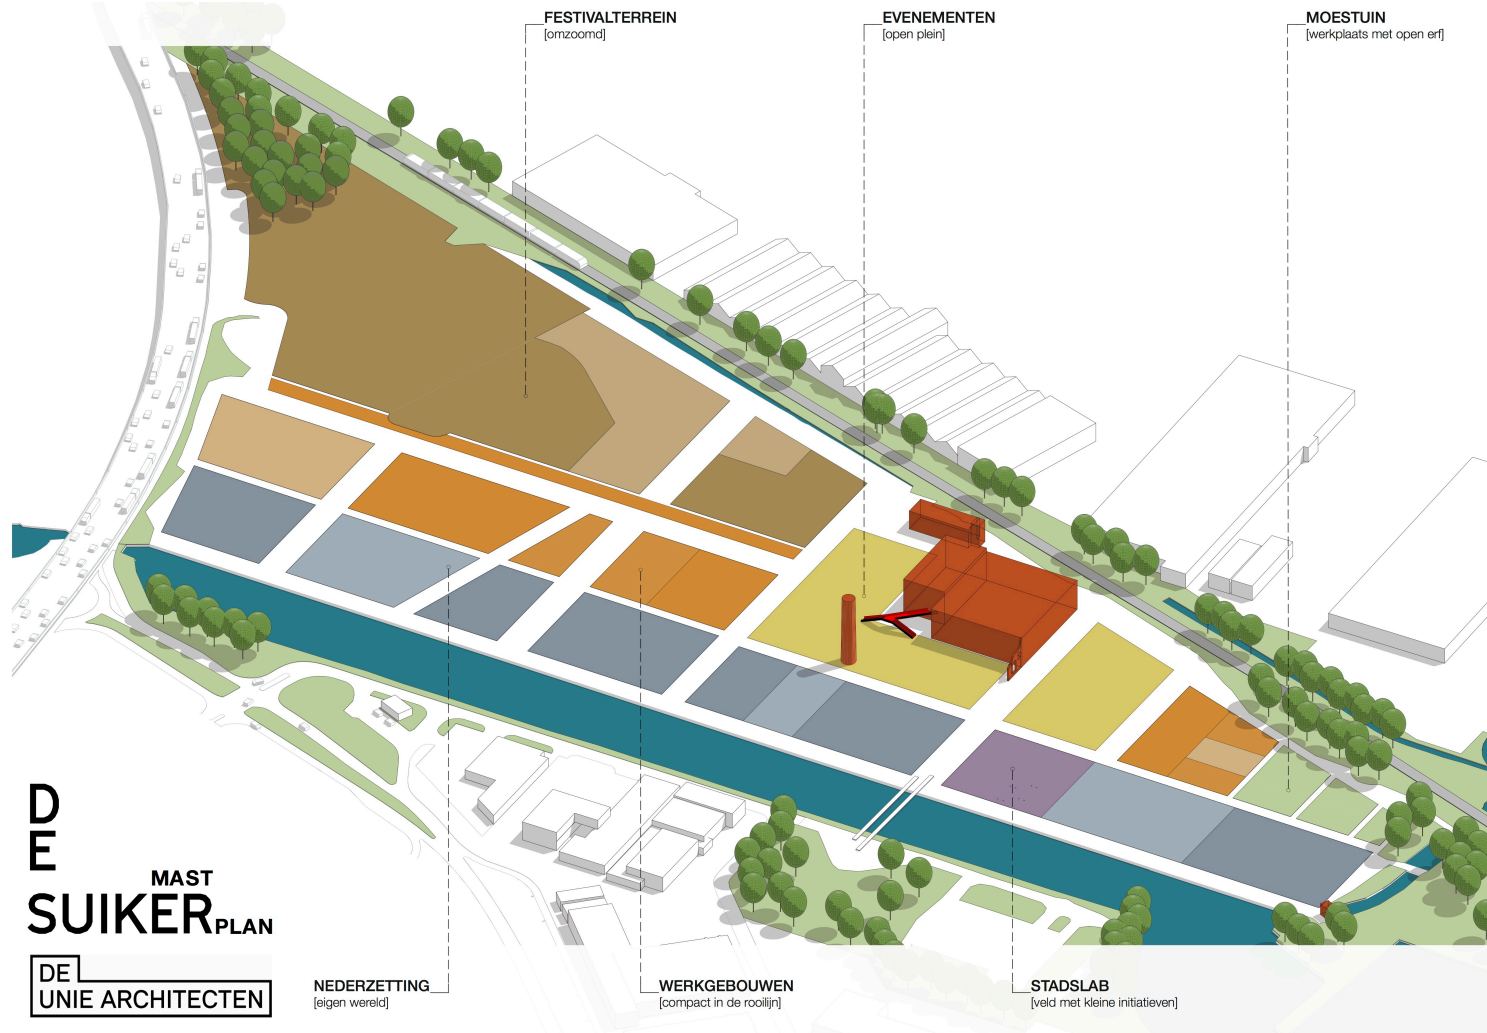 FESTIVALTERREIN
[omzoomd]
EVENEMENTEN
[open plein]
MOESTUIN
[werkplaats met open erf]
DE
MAST
SUIKERPLAN
DE
UNIE ARCHITECTEN
NEDERZETTING
[eigen wereld]
WERKGEBOUWEN
[compact in de rooilijn]
STADSLAB
[veld met kleine initiatieven]